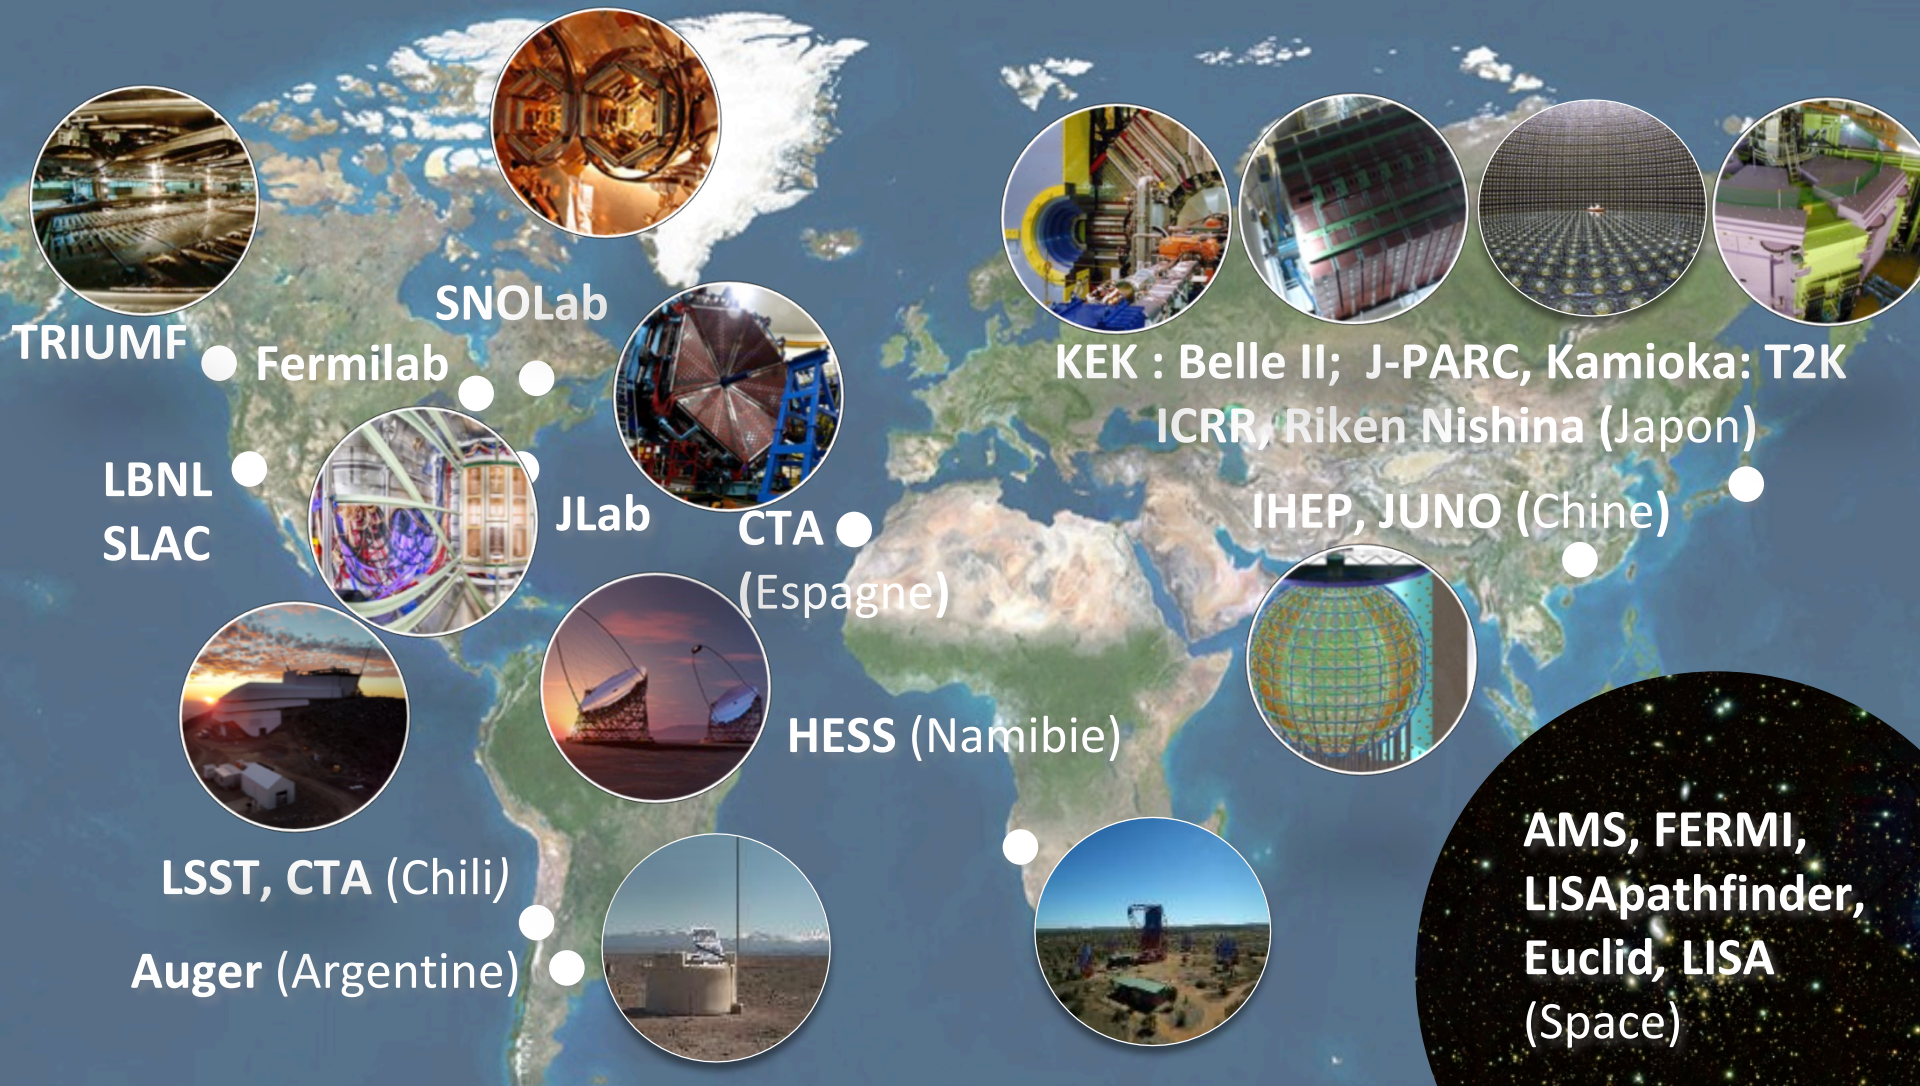 SNOLab
TRIUMF
Fermilab
LBNL
SLAC
JLab
CTA
(Espagne)
KEK : Belle II; J-PARC, Kamioka: T2K
ICRR, Riken Nishina (Japon)
IHEP, JUNO (Chine)
HESS (Namibie)
LSST, CTA (Chili)
Auger (Argentine)
AMS, FERMI,
LISApathfinder,
Euclid, LISA
(Space)